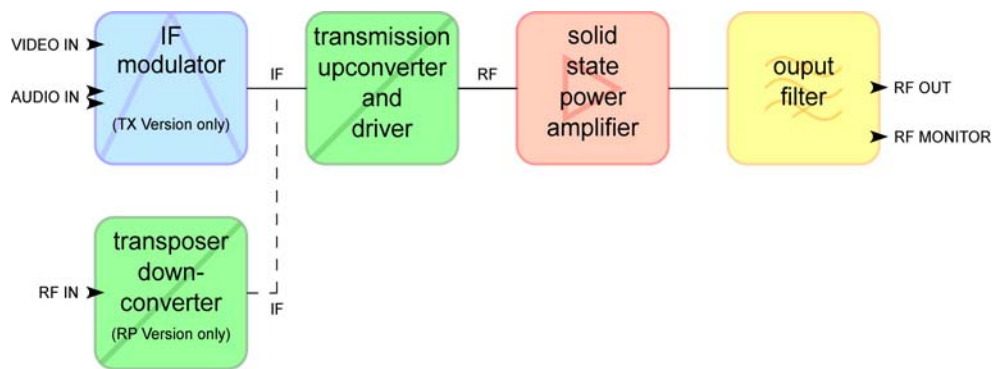 VIDEO IN
AUDIO IN
IF
modulator
(TX Version only)
IF
transmission
upconverter
and
driver
RF
solid
state
power
amplifier
ouput
filter
RF OUT
RF MONITOR
RF IN
transposer
down-
converter
(RP Version only)
IF